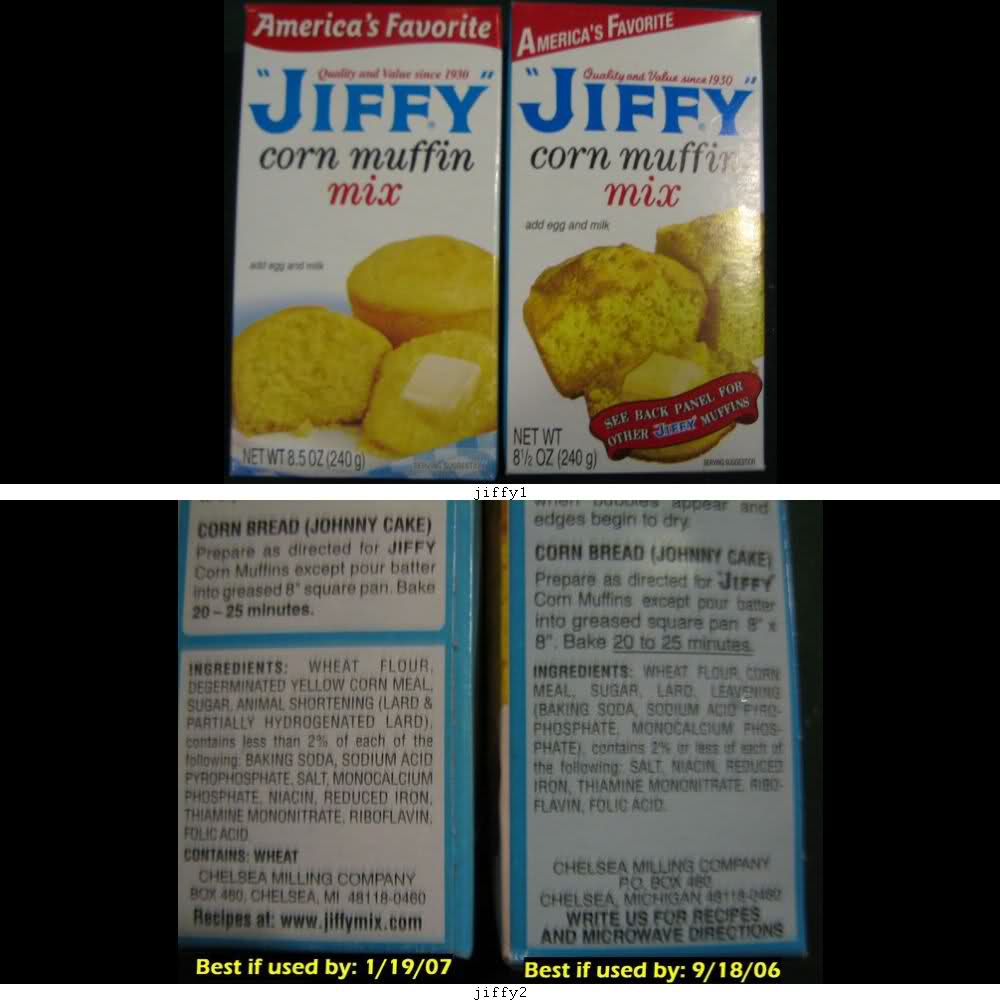 America's Favorite
Quality and Value since 1930
"JIFFY"
corn muffin
mix
add egg and milk
NET WT 8.5 OZ (240 g)
SERVING SUGGESTION
AMERICA'S FAVORITE
Quality and Value since 1930
"JIFFY"
corn muffin
mix
add egg and milk
SEE BACK PANEL FOR
OTHER JIFFY MUFFINS
NET WT
8½ OZ (240 g)
SERVING SUGGESTION
jiffy1
CORN BREAD (JOHNNY CAKE)
Prepare as directed for JIFFY
Corn Muffins except pour batter
into greased 8" square pan. Bake
20 – 25 minutes.
INGREDIENTS: WHEAT FLOUR,
DEGERMINATED YELLOW CORN MEAL,
SUGAR, ANIMAL SHORTENING (LARD &
PARTIALLY HYDROGENATED LARD),
contains less than 2% of each of the
following: BAKING SODA, SODIUM ACID
PYROPHOSPHATE, SALT, MONOCALCIUM
PHOSPHATE, NIACIN, REDUCED IRON,
THIAMINE MONONITRATE, RIBOFLAVIN,
FOLIC ACID.
CONTAINS: WHEAT
CHELSEA MILLING COMPANY
BOX 460, CHELSEA, MI 48118-0460
Recipes at: www.jiffymix.com
Best if used by: 1/19/07
when bubbles appear and
edges begin to dry.
CORN BREAD (JOHNNY CAKE)
Prepare as directed for "JIFFY"
Corn Muffins except pour batter
into greased square pan 8" x
8". Bake 20 to 25 minutes.
INGREDIENTS: WHEAT FLOUR, CORN
MEAL, SUGAR, LARD, LEAVENING
(BAKING SODA, SODIUM ACID PYRO-
PHOSPHATE, MONOCALCIUM PHOS-
PHATE), contains 2% or less of each of
the following: SALT, NIACIN, REDUCED
IRON, THIAMINE MONONITRATE, RIBO-
FLAVIN, FOLIC ACID.
CHELSEA MILLING COMPANY
P.O. BOX 460
CHELSEA, MICHIGAN 48118-0460
WRITE US FOR RECIPES
AND MICROWAVE DIRECTIONS
Best if used by: 9/18/06
jiffy2